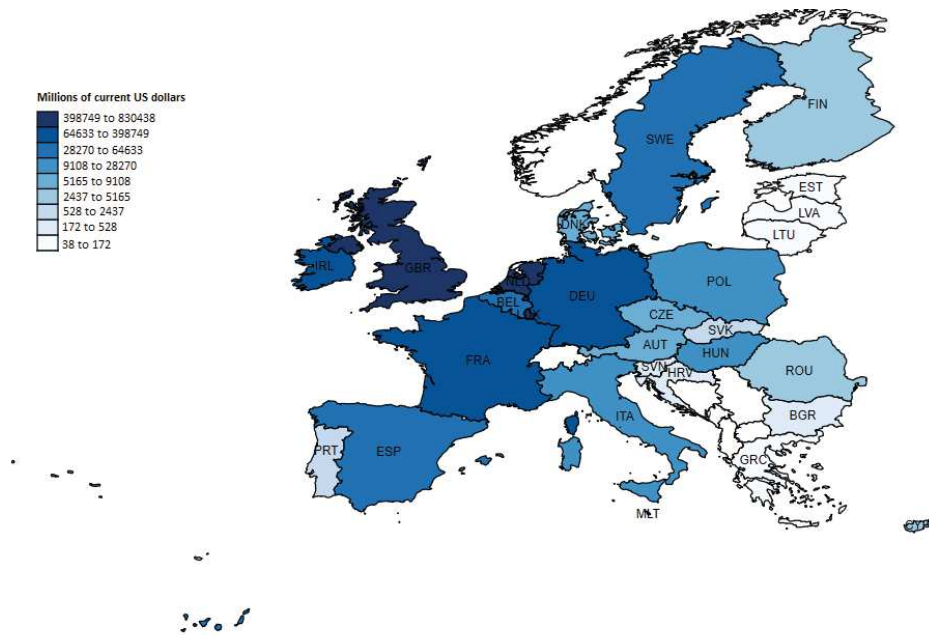 Millions of current US dollars
398749 to 830438
64633 to 398749
28270 to 64633
9108 to 28270
5165 to 9108
2437 to 5165
528 to 2437
172 to 528
38 to 172
FIN
SWE
EST
LVA
LTU
DNK
IRL
GBR
NLD
DEU
POL
BEL
LUX
CZE
SVK
AUT
HUN
FRA
SVN
HRV
ROU
ITA
BGR
PRT
ESP
GRC
MLT
CYP